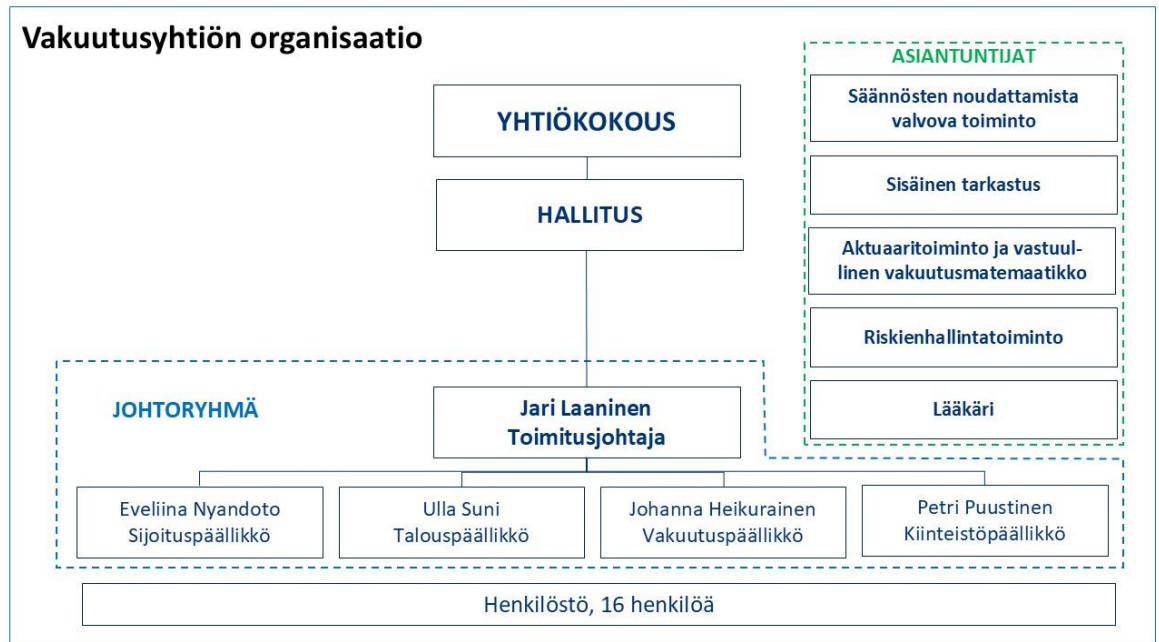 Vakuutusyhtiön organisaatio
YHTIÖKOKOUS
HALLITUS
ASIANTUNTIJAT
Säännösten noudattamista
valvova toiminto
Sisäinen tarkastus
Aktuaaritoiminto ja vastuul-
linen vakuutusmatemaatikko
Riskienhallintatoiminto
Lääkäri
JOHTORYHMÄ
Jari Laaninen
Toimitusjohtaja
Eveliina Nyandoto
Sijoituspäällikkö
Ulla Suni
Talouspäällikkö
Johanna Heikurainen
Vakuutuspäällikkö
Petri Puustinen
Kiinteistöpäällikkö
Henkilöstö, 16 henkilöä